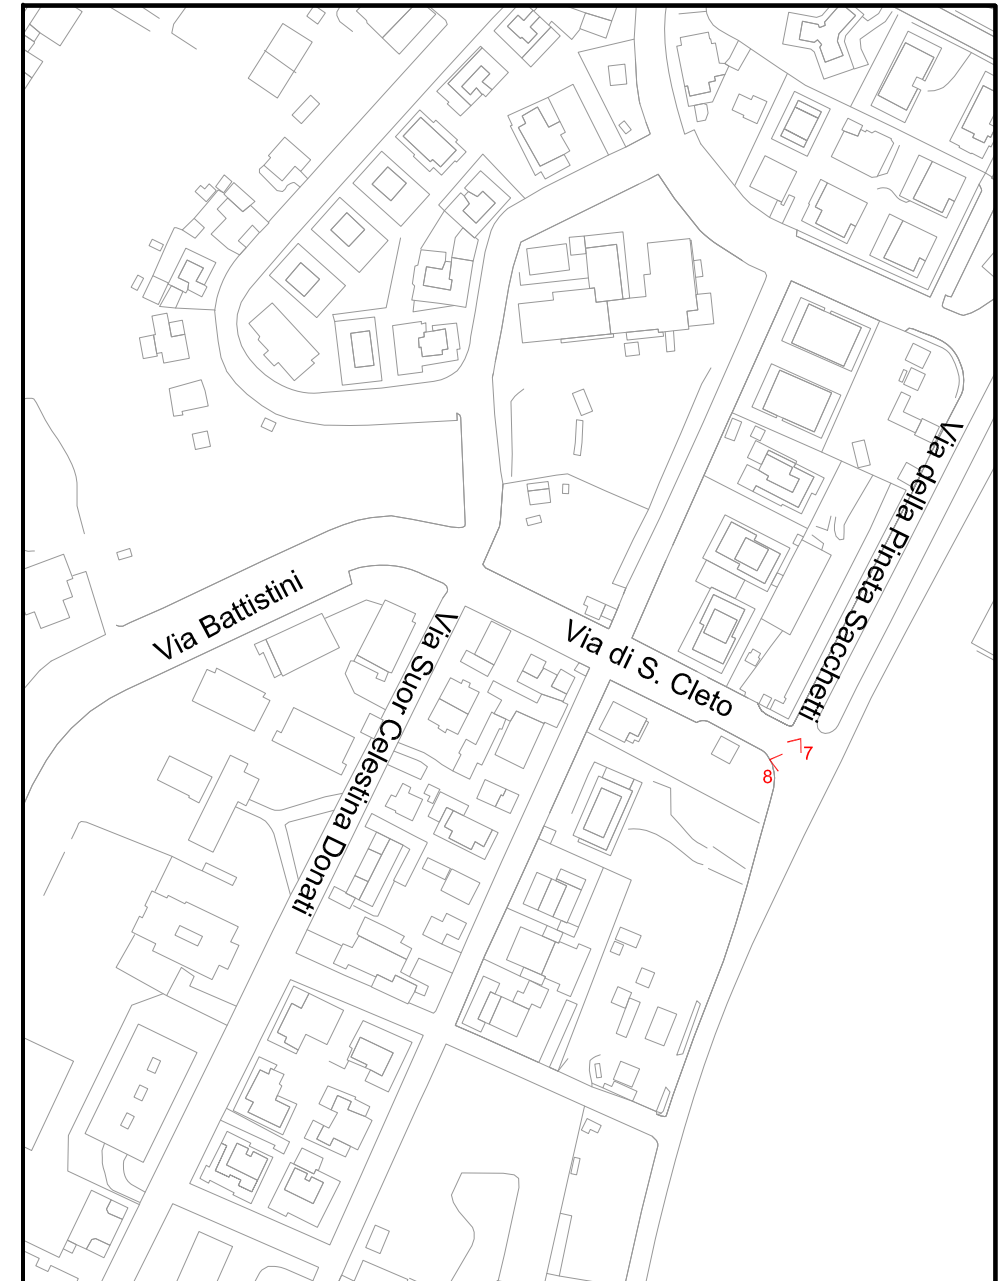 Via della Pineta Sacchetti
Via Battistini
Via Suor Celestina Donati
Via di S. Cleto
7
8